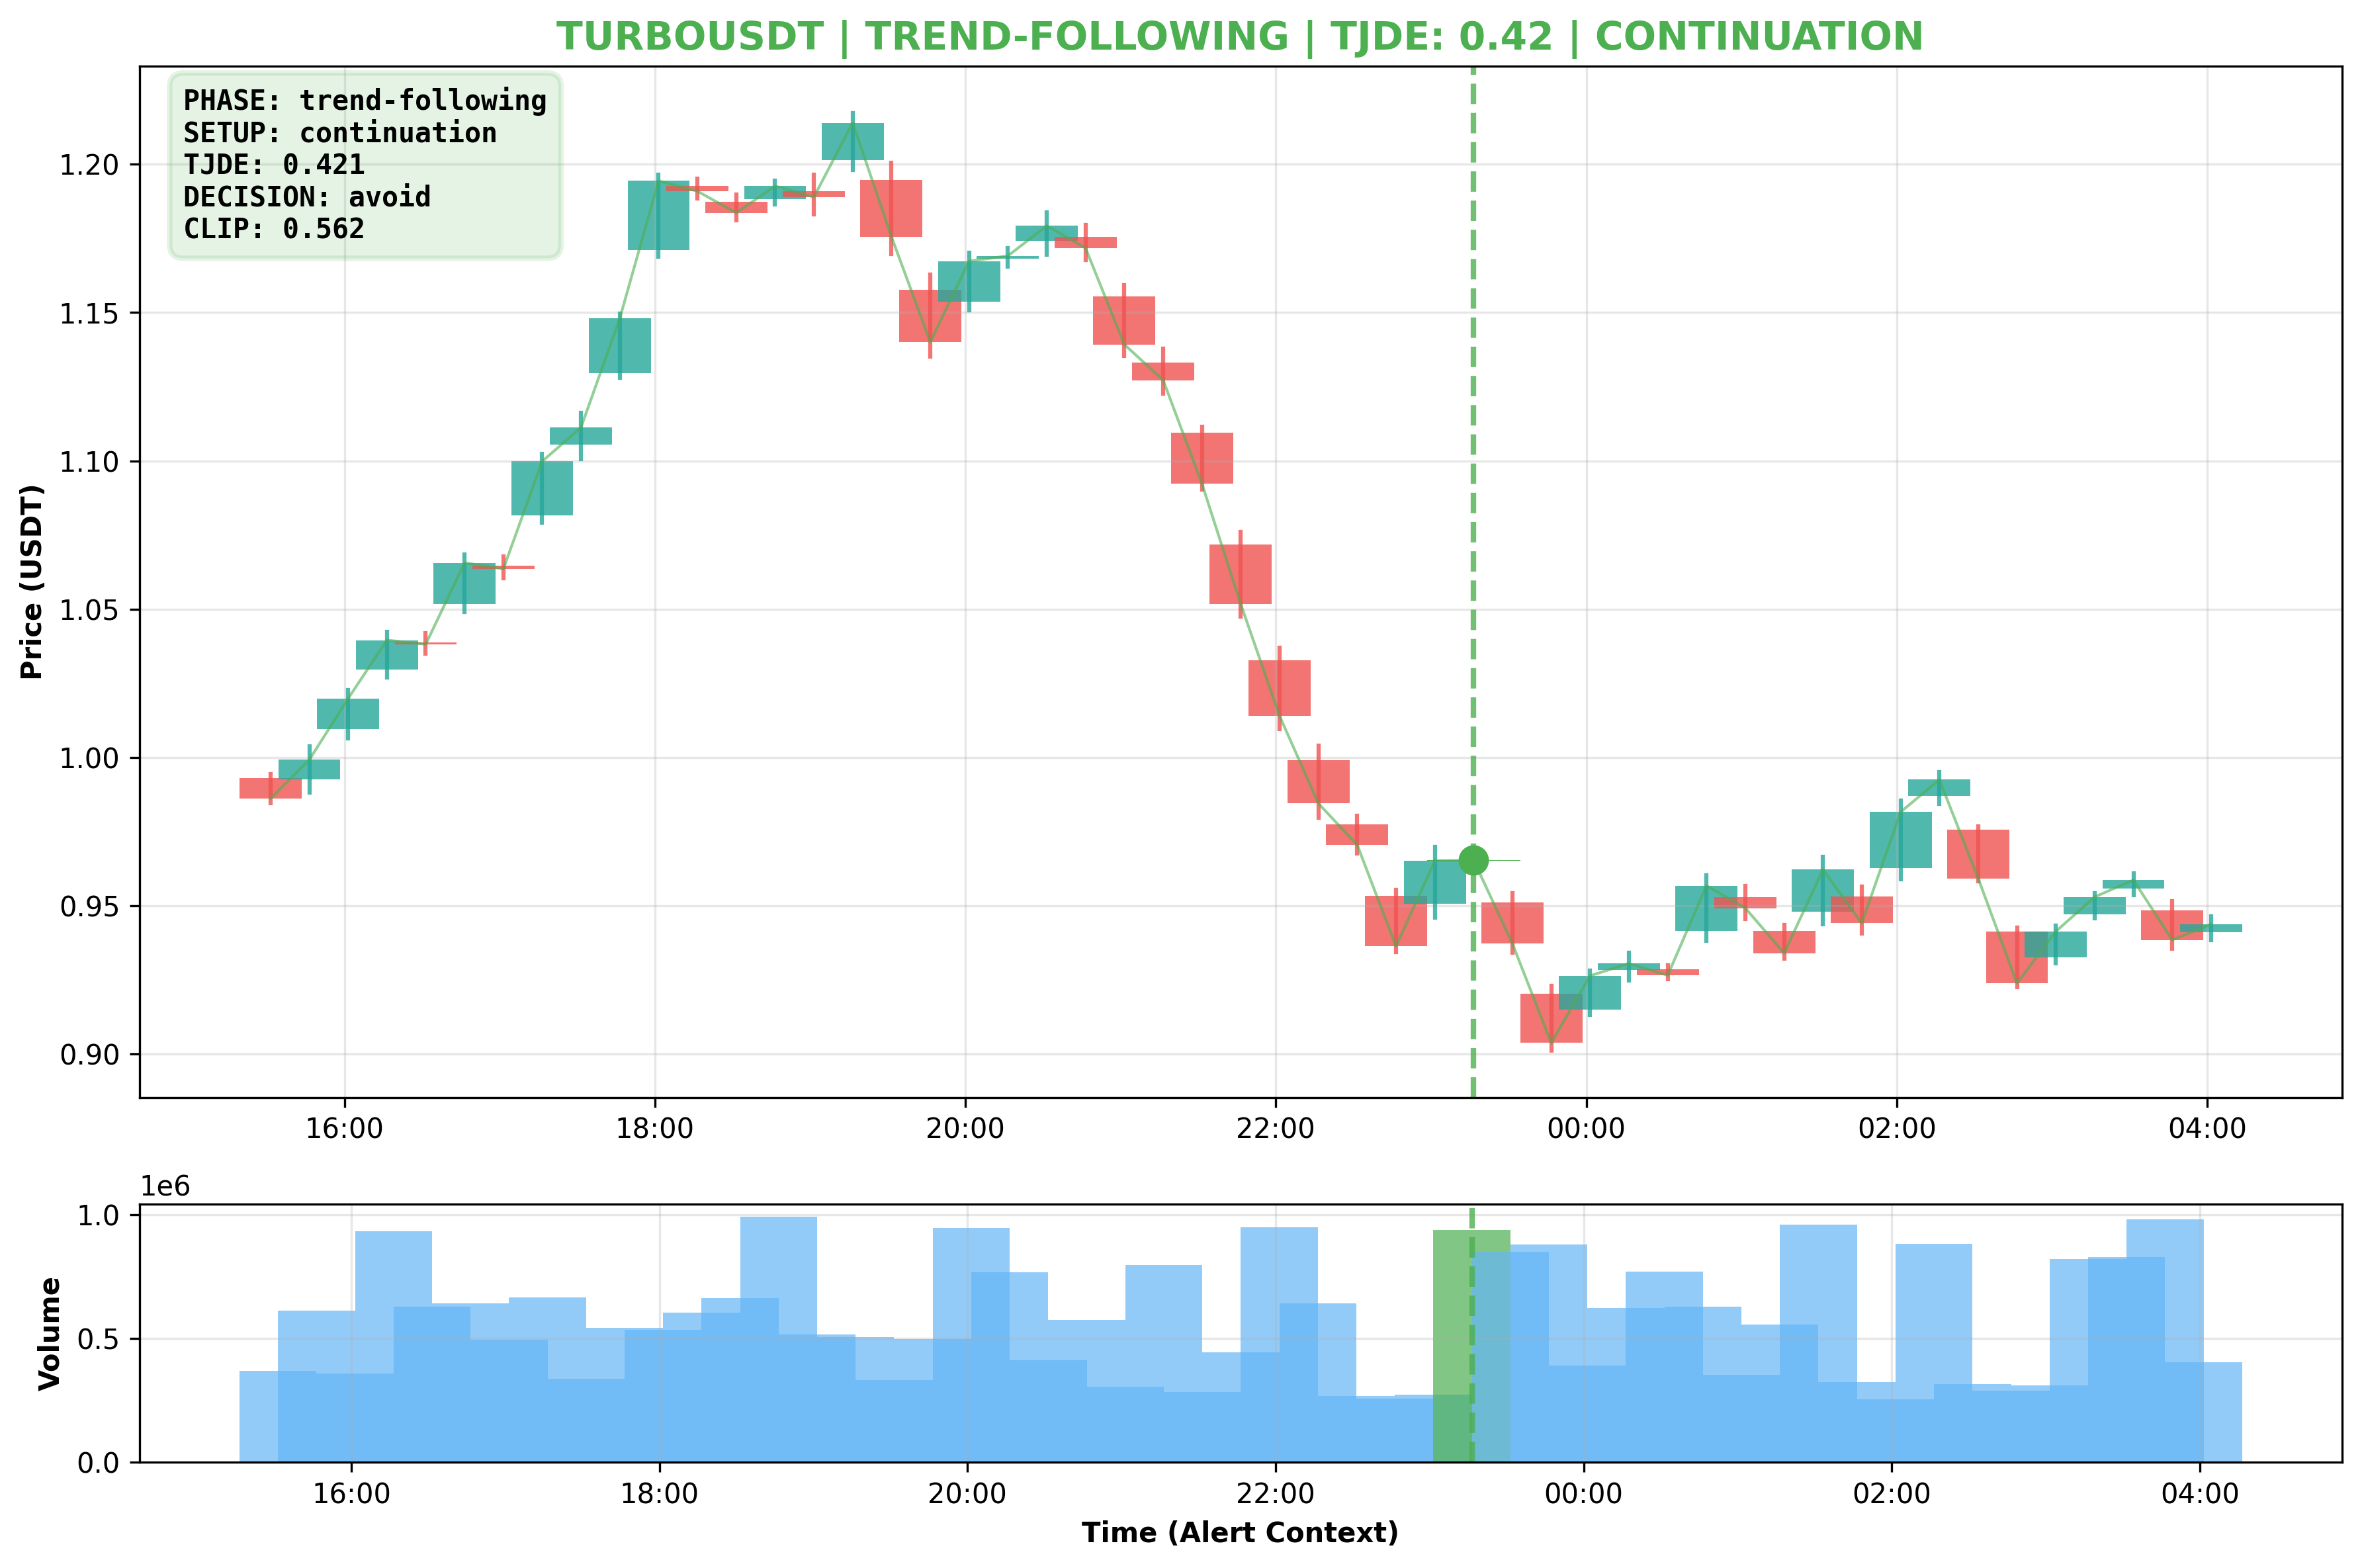 TURBOUSDT | TREND-FOLLOWING | TJDE: 0.42 | CONTINUATION
PHASE: trend-following
SETUP: continuation
TJDE: 0.421
DECISION: avoid
CLIP: 0.562
Price (USDT)
1.20
1.15
1.10
1.05
1.00
0.95
0.90
16:00 18:00 20:00 22:00 00:00 02:00 04:00
1e6
Volume
1.0
0.5
0.0
16:00 18:00 20:00 22:00 00:00 02:00 04:00
Time (Alert Context)